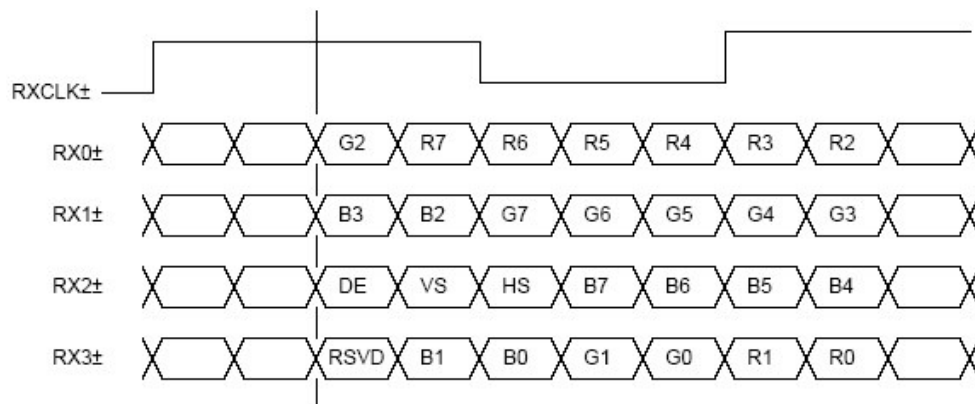 RXCLK±
RX0± G2 R7 R6 R5 R4 R3 R2
RX1± B3 B2 G7 G6 G5 G4 G3
RX2± DE VS HS B7 B6 B5 B4
RX3± RSVD B1 B0 G1 G0 R1 R0